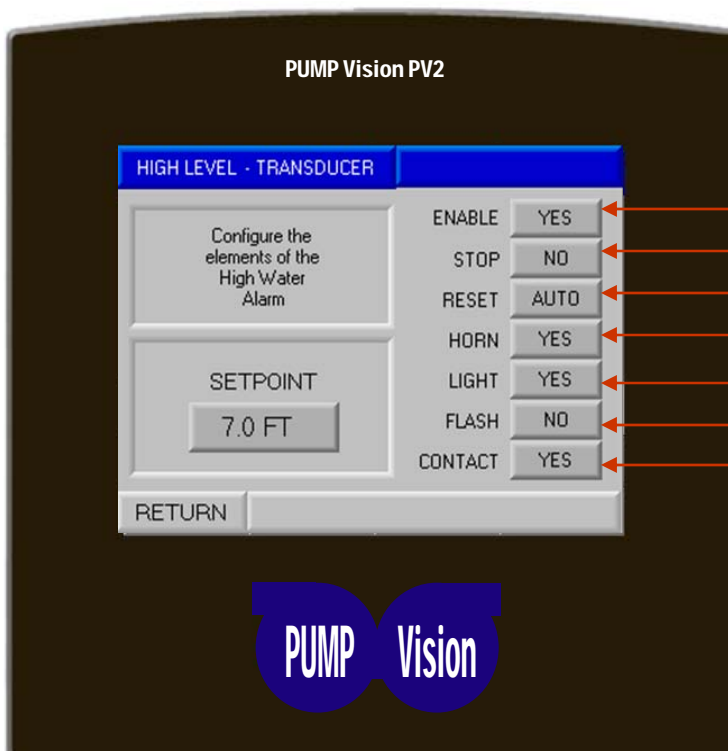 PUMP Vision PV2
HIGH LEVEL - TRANSDUCER
Configure the
elements of the
High Water
Alarm
SETPOINT
7.0 FT
ENABLE YES
STOP NO
RESET AUTO
HORN YES
LIGHT YES
FLASH NO
CONTACT YES
RETURN
PUMP Vision